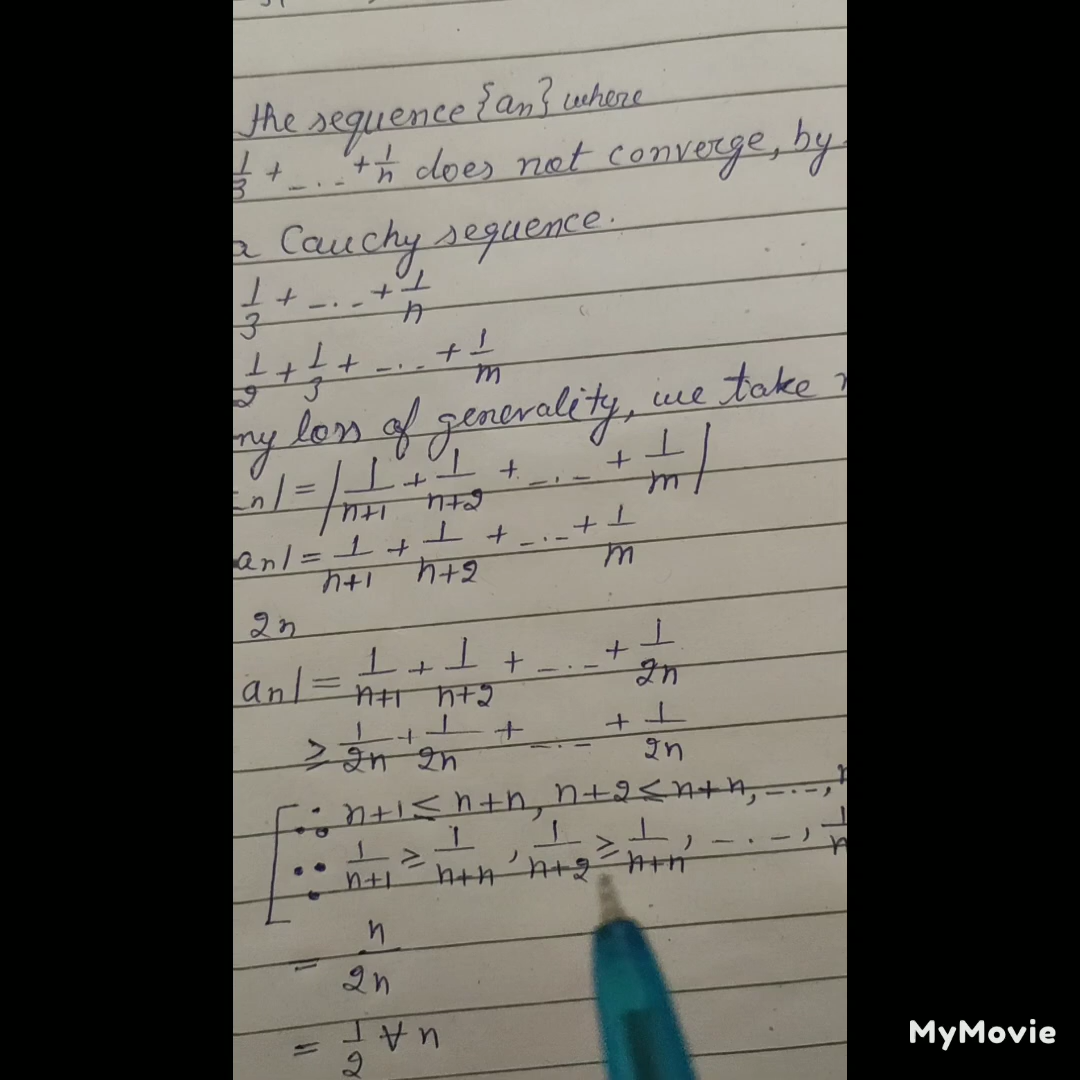 the sequence {an} where
1/3 + -.-- + 1/n does not converge, by
a Cauchy sequence.
1/3 + -.-- + 1/n
1/2 + 1/3 + -.-- + 1/m
ny loss of generality, we take
n| = |1/n+1 + 1/n+2 + -.-- + 1/m|
an| = 1/n+1 + 1/n+2 + -.-- + 1/m
2n
an| = 1/n+1 + 1/n+2 + -.-- + 1/2n
≥ 1/2n + 1/2n + -.-- + 1/2n
[∵ n+1 ≤ n+n, n+2 ≤ n+n, -.--,
∴ 1/n+1 ≥ 1/n+n, 1/n+2 ≥ 1/n+n, -.--, 1/n
= n/2n
= 1/2 ∀ n
MyMovie